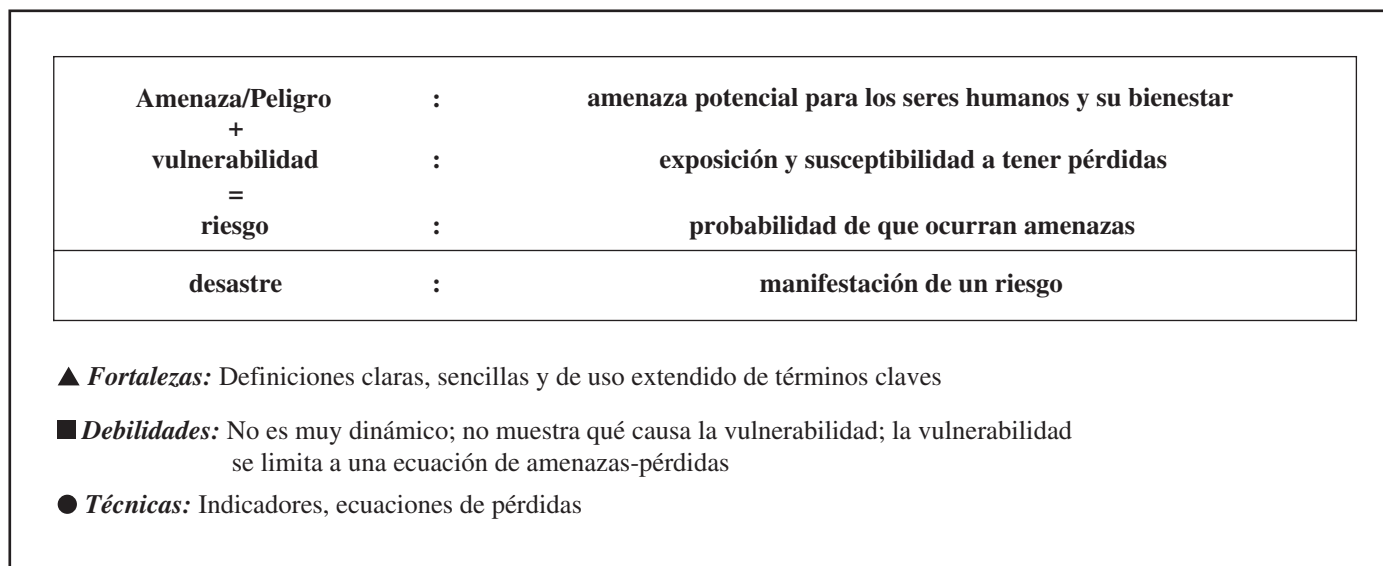 Amenaza/Peligro : amenaza potencial para los seres humanos y su bienestar
+
vulnerabilidad : exposición y susceptibilidad a tener pérdidas
=
riesgo : probabilidad de que ocurran amenazas
desastre : manifestación de un riesgo
▲ Fortalezas: Definiciones claras, sencillas y de uso extendido de términos claves
■ Debilidades: No es muy dinámico; no muestra qué causa la vulnerabilidad; la vulnerabilidad
se limita a una ecuación de amenazas-pérdidas
● Técnicas: Indicadores, ecuaciones de pérdidas